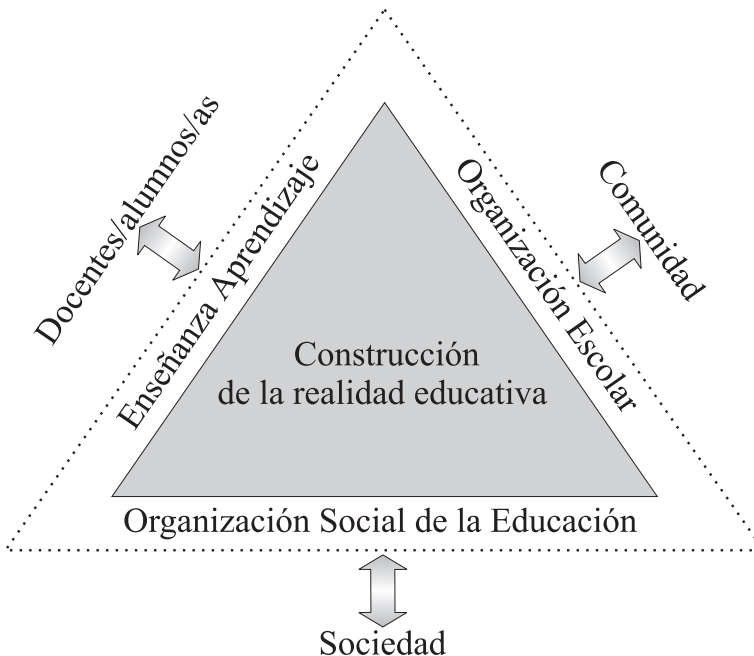 Docentes/alumnos/as
Enseñanza Aprendizaje
Organización Escolar
Comunidad
Construcción
de la realidad educativa
Organización Social de la Educación
Sociedad